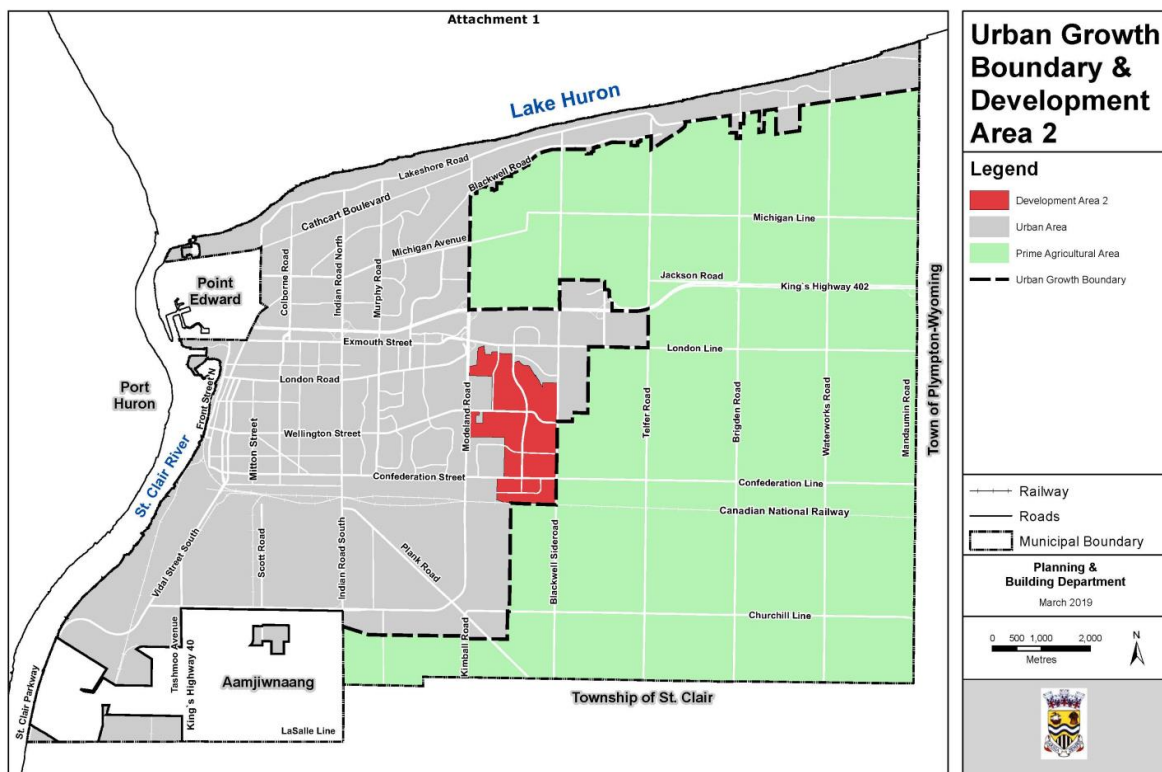 Attachment 1
Lake Huron
Lakeshore Road
Cathcart Boulevard
Blackwell Road
Michigan Avenue
Michigan Line
Point
Edward
Colborne Road
Indian Road North
Murphy Road
Jackson Road
King's Highway 402
Exmouth Street
London Line
London Road
Port
Huron
Front Street N
St. Clair River
Mitton Street
Wellington Street
Modeland Road
Telfer Road
Brigden Road
Waterworks Road
Mandaumin Road
Town of Plympton-Wyoming
Confederation Street
Confederation Line
Canadian National Railway
Vidal Street South
Scott Road
Indian Road South
Plank Road
Blackwell Sideroad
Churchill Line
Kimball Road
Tashmoo Avenue
King's Highway 40
Aamjiwnaang
St. Clair Parkway
LaSalle Line
Township of St. Clair
Urban Growth
Boundary &
Development
Area 2
Legend
Development Area 2
Urban Area
Prime Agricultural Area
Urban Growth Boundary
Railway
Roads
Municipal Boundary
Planning &
Building Department
March 2019
0 500 1,000 2,000
Metres
N